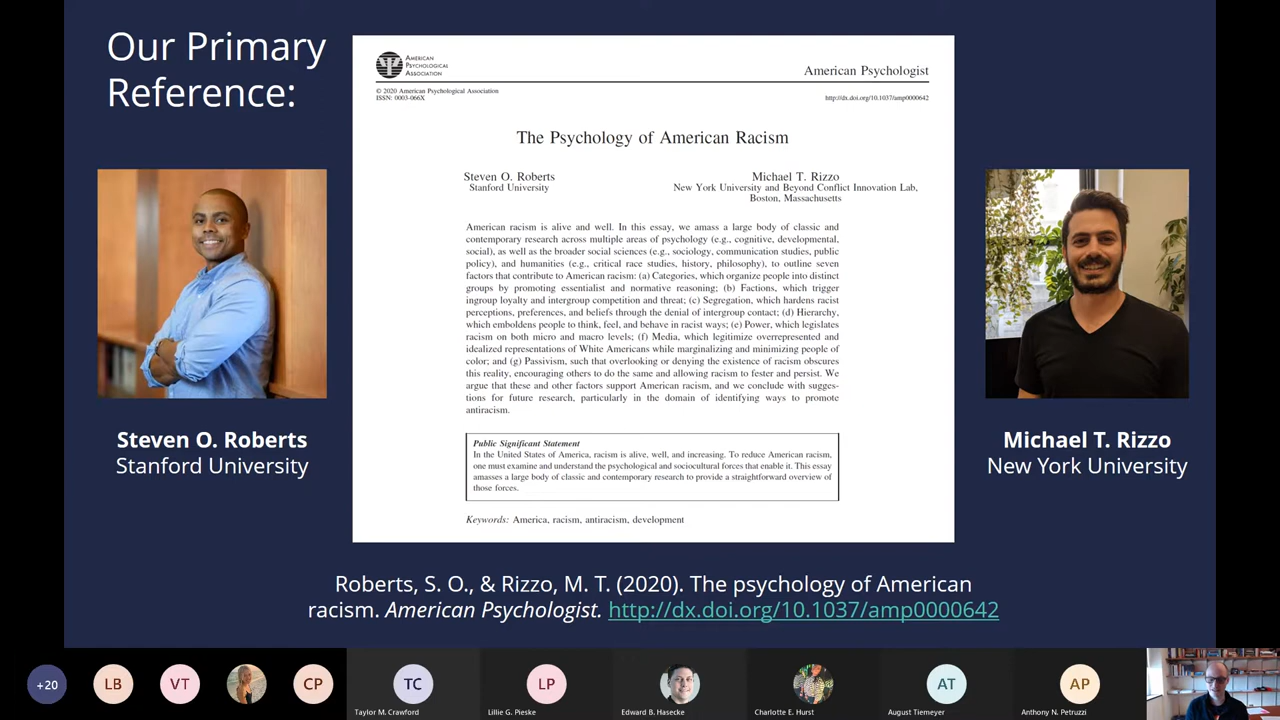 Our Primary
Reference:
AMERICAN
PSYCHOLOGICAL
ASSOCIATION
American Psychologist
© 2020 American Psychological Association
ISSN: 0003-066X
http://dx.doi.org/10.1037/amp0000642
The Psychology of American Racism
Steven O. Roberts
Stanford University
Michael T. Rizzo
New York University and Beyond Conflict Innovation Lab,
Boston, Massachusetts
American racism is alive and well. In this essay, we amass a large body of classic and
contemporary research across multiple areas of psychology (e.g., cognitive, developmental,
social), as well as the broader social sciences (e.g., sociology, communication studies, public
policy), and humanities (e.g., critical race studies, history, philosophy), to outline seven
factors that contribute to American racism: (a) Categories, which organize people into distinct
groups by promoting essentialist and normative reasoning; (b) Factions, which trigger
ingroup loyalty and intergroup competition and threat; (c) Segregation, which hardens racist
perceptions, preferences, and beliefs through the denial of intergroup contact; (d) Hierarchy,
which emboldens people to think, feel, and behave in racist ways; (e) Power, which legislates
racism on both micro and macro levels; (f) Media, which legitimize overrepresented and
idealized representations of White Americans while marginalizing and minimizing people of
color; and (g) Passivism, such that overlooking or denying the existence of racism obscures
this reality, encouraging others to do the same and allowing racism to fester and persist. We
argue that these and other factors support American racism, and we conclude with sugges-
tions for future research, particularly in the domain of identifying ways to promote
antiracism.
Public Significant Statement
In the United States of America, racism is alive, well, and increasing. To reduce American racism,
one must examine and understand the psychological and sociocultural forces that enable it. This essay
amasses a large body of classic and contemporary research to provide a straightforward overview of
those forces.
Keywords: America, racism, antiracism, development
Steven O. Roberts
Stanford University
Michael T. Rizzo
New York University
Roberts, S. O., & Rizzo, M. T. (2020). The psychology of American
racism. American Psychologist. http://dx.doi.org/10.1037/amp0000642
+20
LB
VT
CP
TC
Taylor M. Crawford
LP
Lillie G. Pieske
Edward B. Hasecke
Charlotte E. Hurst
AT
August Tiemeyer
AP
Anthony N. Petruzzi